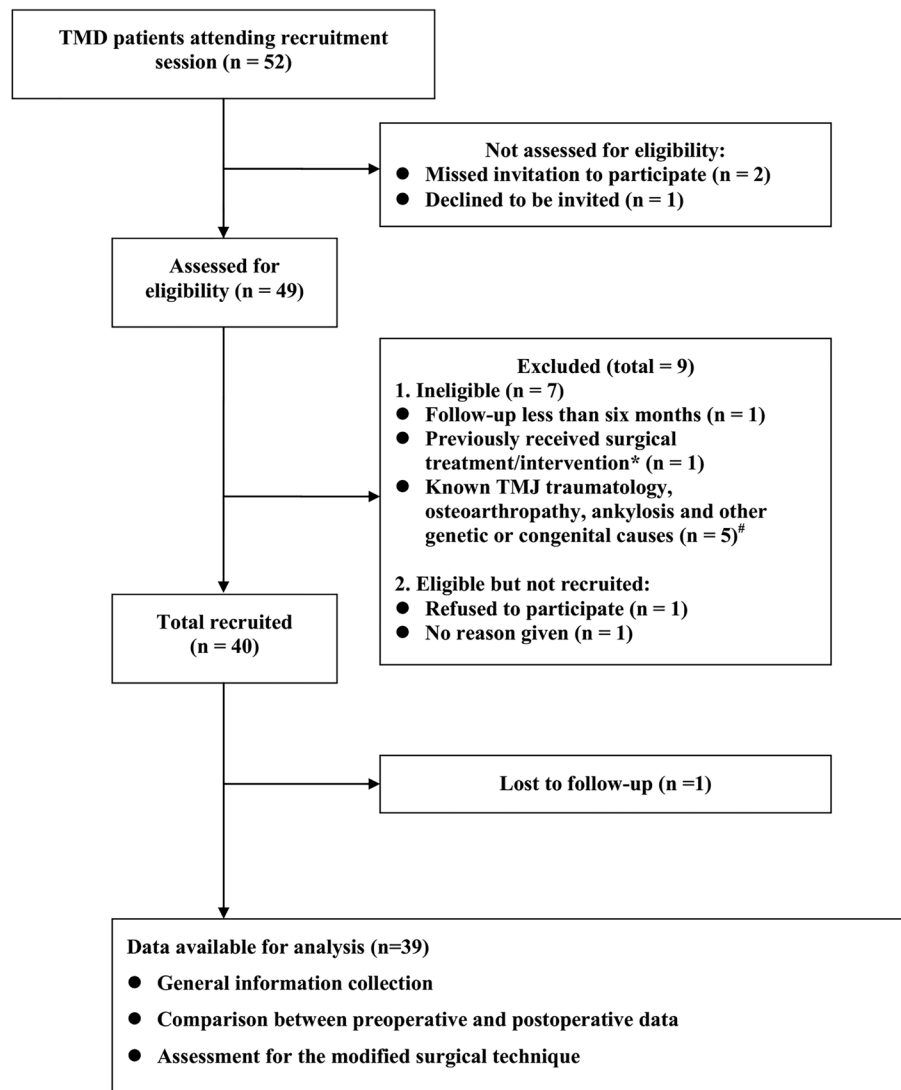 TMD patients attending recruitment
session (n = 52)
Not assessed for eligibility:
● Missed invitation to participate (n = 2)
● Declined to be invited (n = 1)
Assessed for
eligibility (n = 49)
Excluded (total = 9)
1. Ineligible (n = 7)
● Follow-up less than six months (n = 1)
● Previously received surgical
treatment/intervention* (n = 1)
● Known TMJ traumatology,
osteoarthropathy, ankylosis and other
genetic or congenital causes (n = 5)#
2. Eligible but not recruited:
● Refused to participate (n = 1)
● No reason given (n = 1)
Total recruited
(n = 40)
Lost to follow-up (n =1)
Data available for analysis (n=39)
● General information collection
● Comparison between preoperative and postoperative data
● Assessment for the modified surgical technique